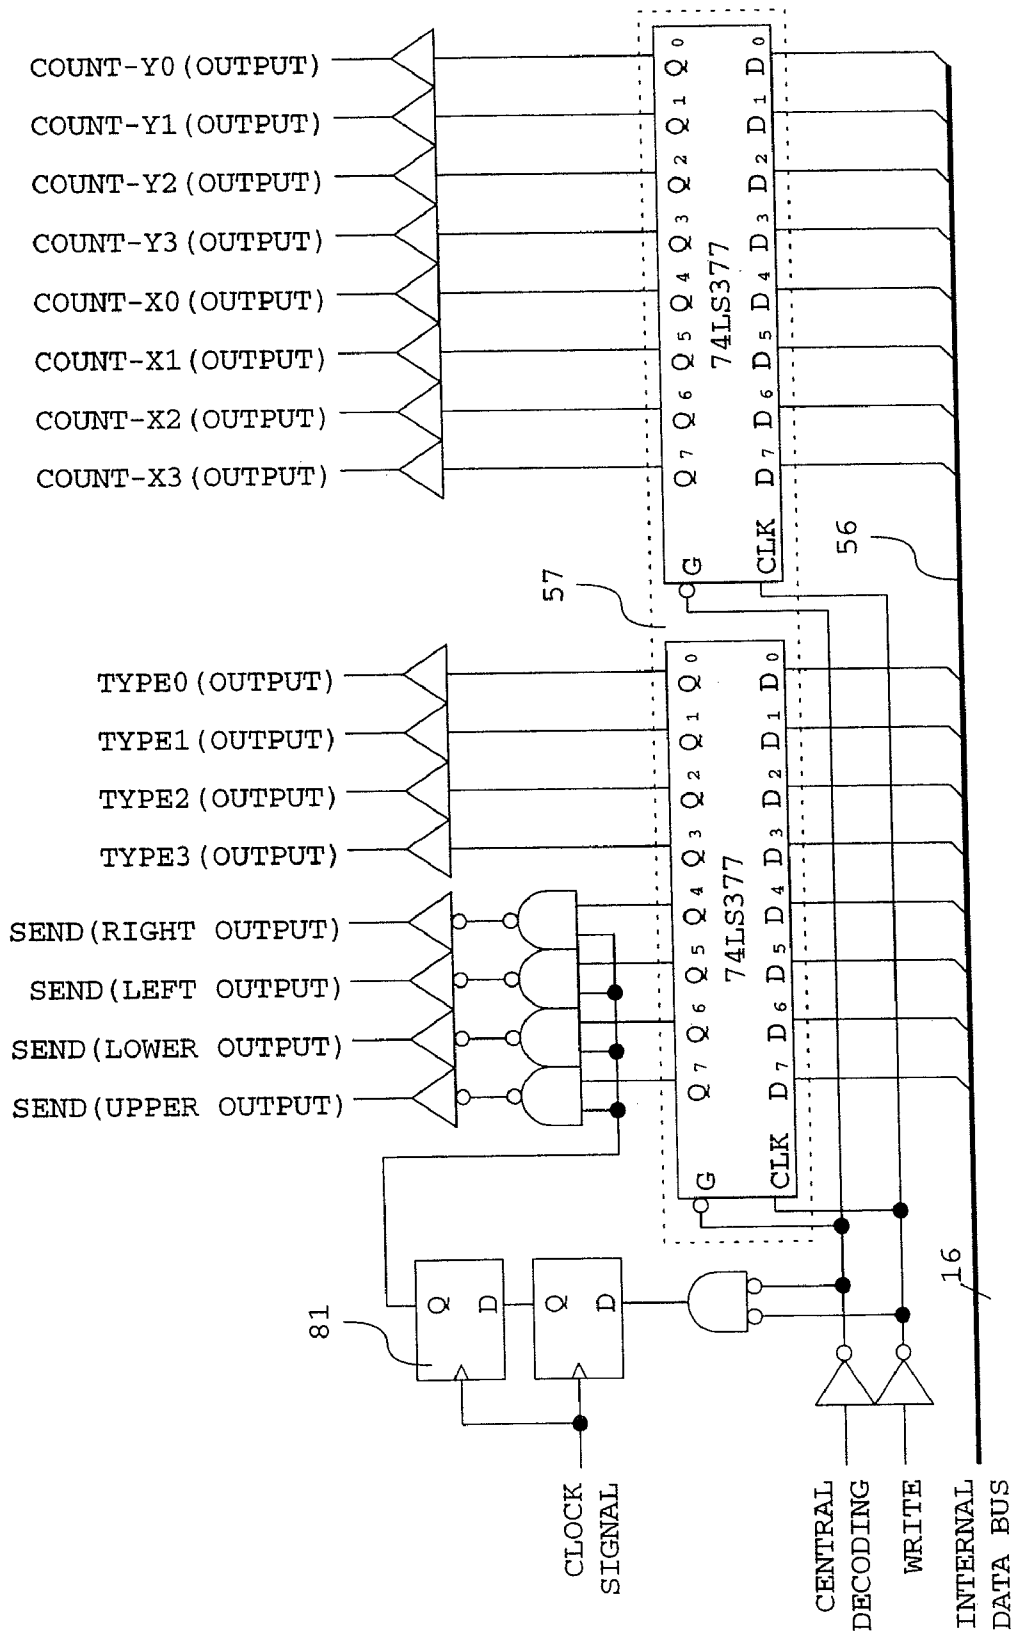 COUNT-Y0(OUTPUT)
COUNT-Y1(OUTPUT)
COUNT-Y2(OUTPUT)
COUNT-Y3(OUTPUT)
COUNT-X0(OUTPUT)
COUNT-X1(OUTPUT)
COUNT-X2(OUTPUT)
COUNT-X3(OUTPUT)
TYPE0(OUTPUT)
TYPE1(OUTPUT)
TYPE2(OUTPUT)
TYPE3(OUTPUT)
SEND(RIGHT OUTPUT)
SEND(LEFT OUTPUT)
SEND(LOWER OUTPUT)
SEND(UPPER OUTPUT)
G Q7 Q6 Q5 Q4 Q3 Q2 Q1 Q0
74LS377
CLK D7 D6 D5 D4 D3 D2 D1 D0
57
56
G Q7 Q6 Q5 Q4 Q3 Q2 Q1 Q0
74LS377
CLK D7 D6 D5 D4 D3 D2 D1 D0
81
Q
D
Q
D
16
CLOCK
SIGNAL
CENTRAL
DECODING
WRITE
INTERNAL
DATA BUS